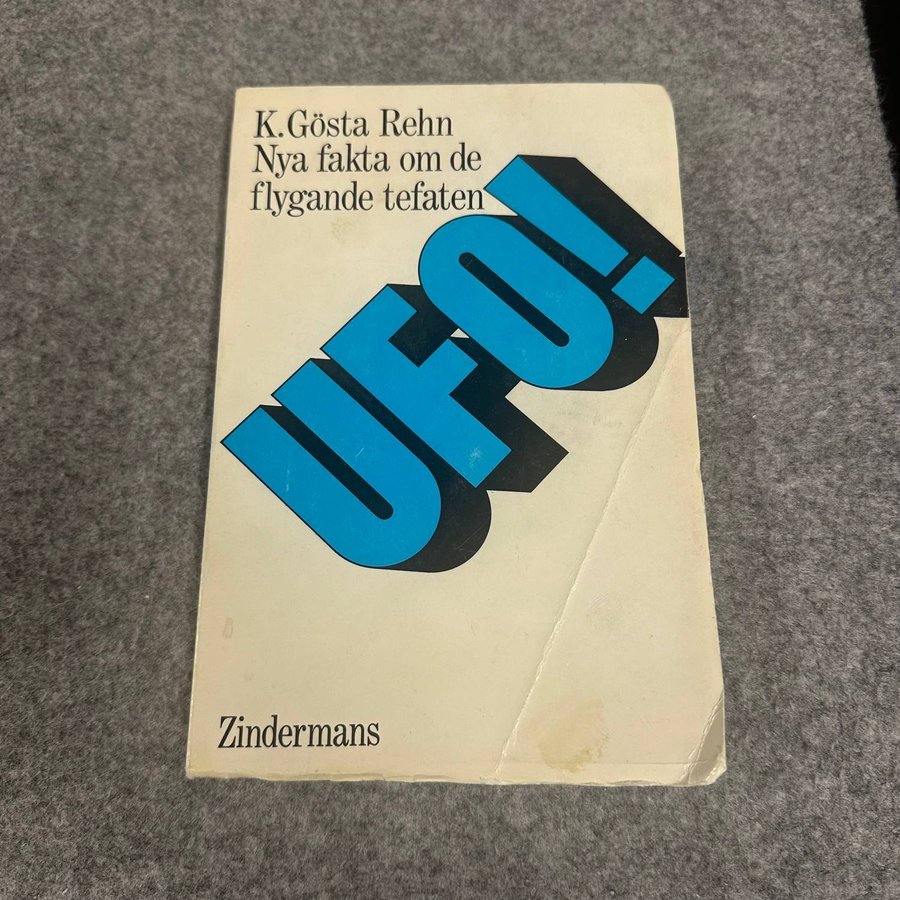 K. Gösta Rehn
Nya fakta om de
flygande tefaten
UFO!
Zindermans